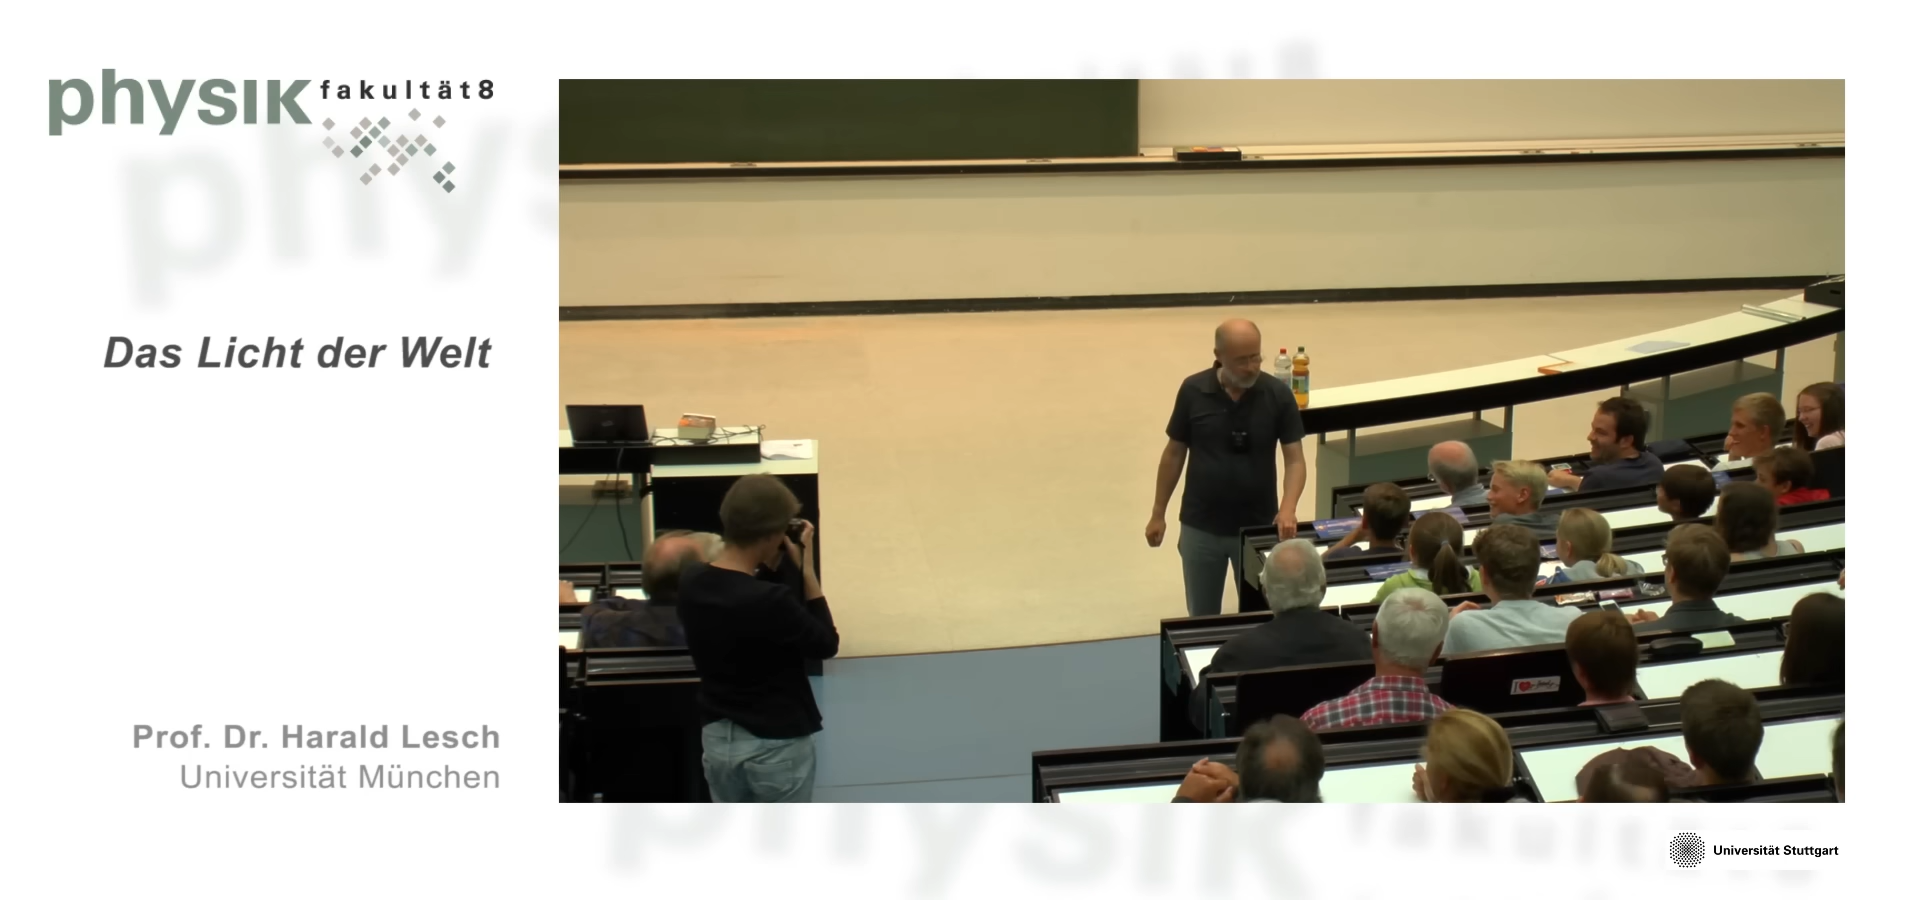 physik fakultät8
Das Licht der Welt
Prof. Dr. Harald Lesch
Universität München
Universität Stuttgart